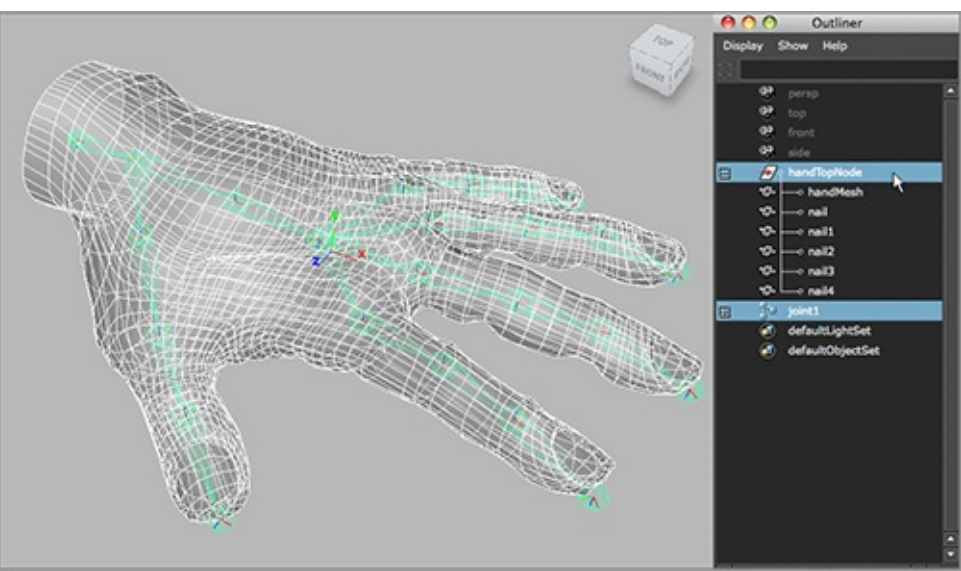 Outliner
Display Show Help
persp
top
front
side
handTopNode
handMesh
nail
nail1
nail2
nail3
nail4
joint1
defaultLightSet
defaultObjectSet
TOP
FRONT
x
z